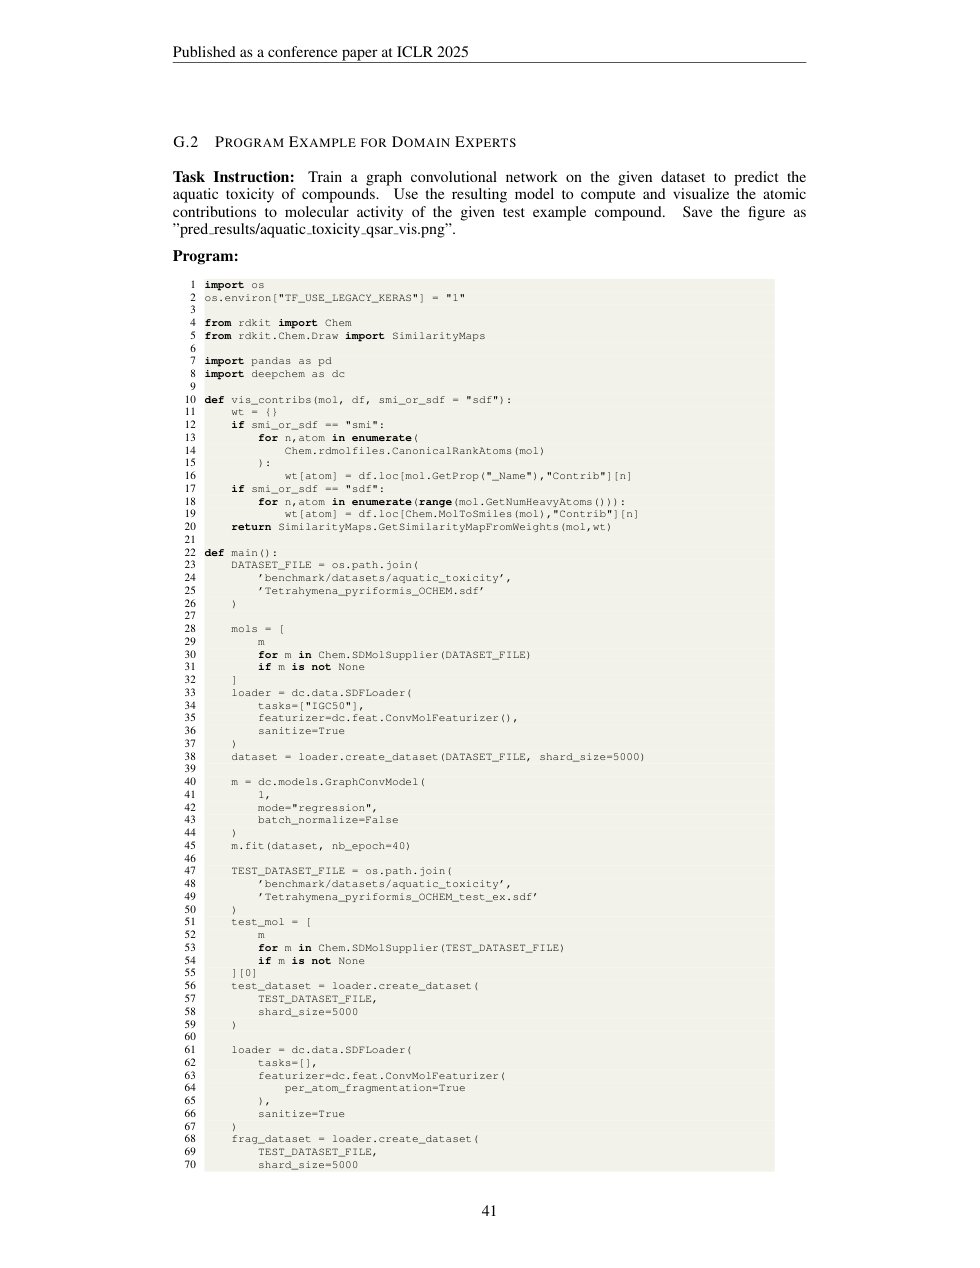 Published as a conference paper at ICLR 2025
G.2 PROGRAM EXAMPLE FOR DOMAIN EXPERTS
Task Instruction: Train a graph convolutional network on the given dataset to predict the
aquatic toxicity of compounds. Use the resulting model to compute and visualize the atomic
contributions to molecular activity of the given test example compound. Save the figure as
”pred_results/aquatic_toxicity_qsar_vis.png”.
Program:
1 import os
2 os.environ["TF_USE_LEGACY_KERAS"] = "1"
3
4 from rdkit import Chem
5 from rdkit.Chem.Draw import SimilarityMaps
6
7 import pandas as pd
8 import deepchem as dc
9
10 def vis_contribs(mol, df, smi_or_sdf = "sdf"):
11     wt = {}
12     if smi_or_sdf == "smi":
13         for n,atom in enumerate(
14             Chem.rdmolfiles.CanonicalRankAtoms(mol)
15         ):
16             wt[atom] = df.loc[mol.GetProp("_Name"),"Contrib"][n]
17     if smi_or_sdf == "sdf":
18         for n,atom in enumerate(range(mol.GetNumHeavyAtoms())):
19             wt[atom] = df.loc[Chem.MolToSmiles(mol),"Contrib"][n]
20     return SimilarityMaps.GetSimilarityMapFromWeights(mol,wt)
21
22 def main():
23     DATASET_FILE = os.path.join(
24         ’benchmark/datasets/aquatic_toxicity’,
25         ’Tetrahymena_pyriformis_OCHEM.sdf’
26     )
27
28     mols = [
29         m
30         for m in Chem.SDMolSupplier(DATASET_FILE)
31         if m is not None
32     ]
33     loader = dc.data.SDFLoader(
34         tasks=["IGC50"],
35         featurizer=dc.feat.ConvMolFeaturizer(),
36         sanitize=True
37     )
38     dataset = loader.create_dataset(DATASET_FILE, shard_size=5000)
39
40     m = dc.models.GraphConvModel(
41         1,
42         mode="regression",
43         batch_normalize=False
44     )
45     m.fit(dataset, nb_epoch=40)
46
47     TEST_DATASET_FILE = os.path.join(
48         ’benchmark/datasets/aquatic_toxicity’,
49         ’Tetrahymena_pyriformis_OCHEM_test_ex.sdf’
50     )
51     test_mol = [
52         m
53         for m in Chem.SDMolSupplier(TEST_DATASET_FILE)
54         if m is not None
55     ][0]
56     test_dataset = loader.create_dataset(
57         TEST_DATASET_FILE,
58         shard_size=5000
59     )
60
61     loader = dc.data.SDFLoader(
62         tasks=[],
63         featurizer=dc.feat.ConvMolFeaturizer(
64             per_atom_fragmentation=True
65         ),
66         sanitize=True
67     )
68     frag_dataset = loader.create_dataset(
69         TEST_DATASET_FILE,
70         shard_size=5000
41